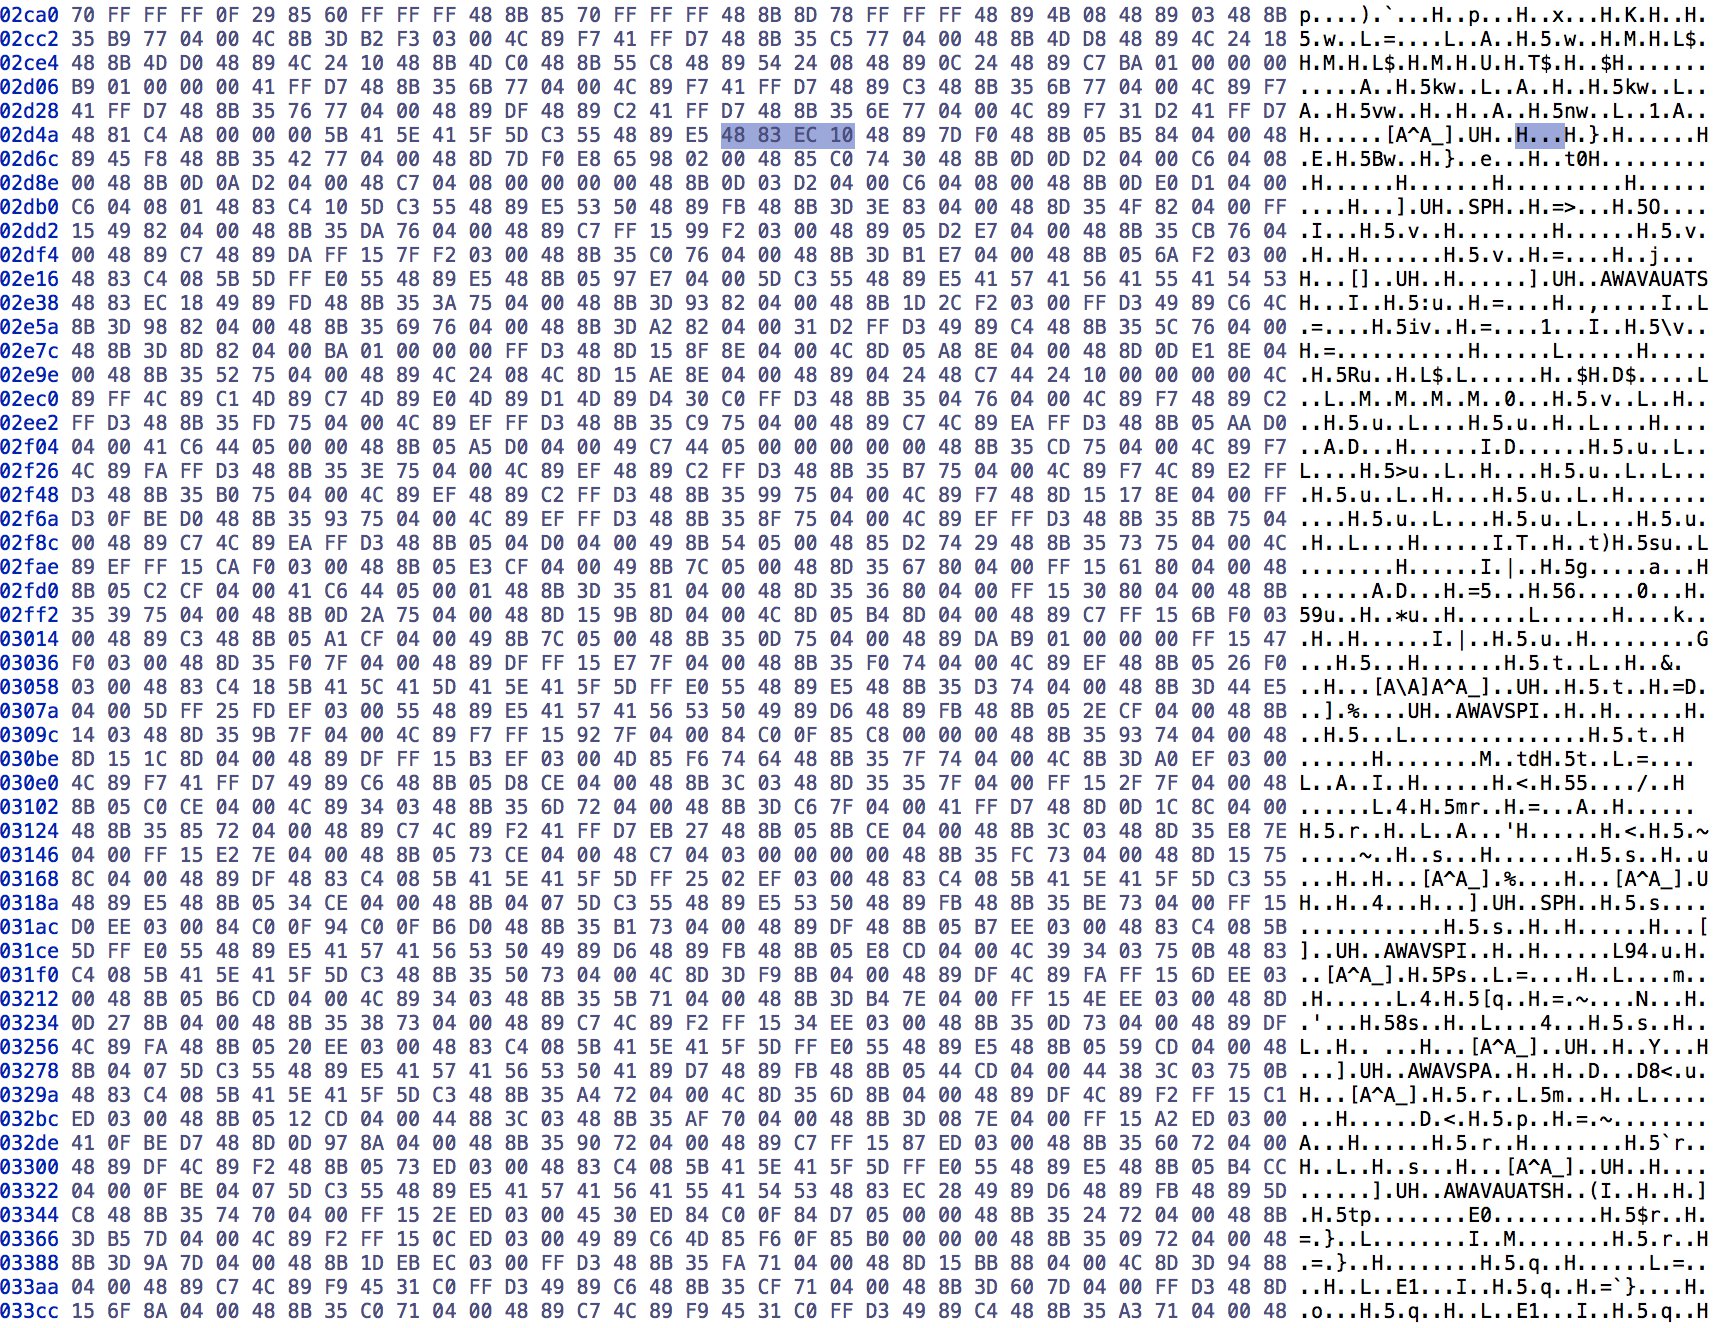 02ca0 70 FF FF FF 0F 29 85 60 FF FF FF 48 8B 85 70 FF FF FF 48 8B 8D 78 FF FF FF 48 89 4B 08 48 89 03 48 8B p....).`...H..p...H..x...H.K.H..H.
02cc2 35 B9 77 04 00 4C 8B 3D B2 F3 03 00 4C 89 F7 41 FF D7 48 8B 35 C5 77 04 00 48 8B 4D D8 48 89 4C 24 18 5.w..L.=....L..A..H.5.w..H.M.H.L$.
02ce4 48 8B 4D D0 48 89 4C 24 10 48 8B 4D C0 48 8B 55 C8 48 89 54 24 08 48 89 0C 24 48 89 C7 BA 01 00 00 00 H.M.H.L$.H.M.H.U.H.T$.H..$H.......
02d06 B9 01 00 00 00 41 FF D7 48 8B 35 6B 77 04 00 4C 89 F7 41 FF D7 48 89 C3 48 8B 35 6B 77 04 00 4C 89 F7 .....A..H.5kw..L..A..H..H.5kw..L..
02d28 41 FF D7 48 8B 35 76 77 04 00 48 89 DF 48 89 C2 41 FF D7 48 8B 35 6E 77 04 00 4C 89 F7 31 D2 41 FF D7 A..H.5vw..H..H..A..H.5nw..L..1.A..
02d4a 48 81 C4 A8 00 00 00 5B 41 5E 41 5F 5D C3 55 48 89 E5 48 83 EC 10 48 89 7D F0 48 8B 05 B5 84 04 00 48 H......[A^A_].UH..H...H.}.H......H
02d6c 89 45 F8 48 8B 35 42 77 04 00 48 8D 7D F0 E8 65 98 02 00 48 85 C0 74 30 48 8B 0D 0D D2 04 00 C6 04 08 .E.H.5Bw..H.}..e...H..t0H.........
02d8e 00 48 8B 0D 0A D2 04 00 48 C7 04 08 00 00 00 00 48 8B 0D 03 D2 04 00 C6 04 08 00 48 8B 0D E0 D1 04 00 .H......H.......H..........H......
02db0 C6 04 08 01 48 83 C4 10 5D C3 55 48 89 E5 53 50 48 89 FB 48 8B 3D 3E 83 04 00 48 8D 35 4F 82 04 00 FF ....H...].UH..SPH..H.=>...H.5O....
02dd2 15 49 82 04 00 48 8B 35 DA 76 04 00 48 89 C7 FF 15 99 F2 03 00 48 89 05 D2 E7 04 00 48 8B 35 CB 76 04 .I...H.5.v..H........H......H.5.v.
02df4 00 48 89 C7 48 89 DA FF 15 7F F2 03 00 48 8B 35 C0 76 04 00 48 8B 3D B1 E7 04 00 48 8B 05 6A F2 03 00 .H..H........H.5.v..H.=....H..j...
02e16 48 83 C4 08 5B 5D FF E0 55 48 89 E5 48 8B 05 97 E7 04 00 5D C3 55 48 89 E5 41 57 41 56 41 55 41 54 53 H...[]..UH..H......].UH..AWAVAUATS
02e38 48 83 EC 18 49 89 FD 48 8B 35 3A 75 04 00 48 8B 3D 93 82 04 00 48 8B 1D 2C F2 03 00 FF D3 49 89 C6 4C H...I..H.5:u..H.=....H..,.....I..L
02e5a 8B 3D 98 82 04 00 48 8B 35 69 76 04 00 48 8B 3D A2 82 04 00 31 D2 FF D3 49 89 C4 48 8B 35 5C 76 04 00 .=....H.5iv..H.=....1...I..H.5\v..
02e7c 48 8B 3D 8D 82 04 00 BA 01 00 00 00 FF D3 48 8D 15 8F 8E 04 00 4C 8D 05 A8 8E 04 00 48 8D 0D E1 8E 04 H.=...........H......L......H.....
02e9e 00 48 8B 35 52 75 04 00 48 89 4C 24 08 4C 8D 15 AE 8E 04 00 48 89 04 24 48 C7 44 24 10 00 00 00 00 4C .H.5Ru..H.L$.L......H..$H.D$.....L
02ec0 89 FF 4C 89 C1 4D 89 C7 4D 89 E0 4D 89 D1 4D 89 D4 30 C0 FF D3 48 8B 35 04 76 04 00 4C 89 F7 48 89 C2 ..L..M..M..M..M..0...H.5.v..L..H..
02ee2 FF D3 48 8B 35 FD 75 04 00 4C 89 EF FF D3 48 8B 35 C9 75 04 00 48 89 C7 4C 89 EA FF D3 48 8B 05 AA D0 ..H.5.u..L....H.5.u..H..L....H....
02f04 04 00 41 C6 44 05 00 00 48 8B 05 A5 D0 04 00 49 C7 44 05 00 00 00 00 00 48 8B 35 CD 75 04 00 4C 89 F7 ..A.D...H......I.D......H.5.u..L..
02f26 4C 89 FA FF D3 48 8B 35 3E 75 04 00 4C 89 EF 48 89 C2 FF D3 48 8B 35 B7 75 04 00 4C 89 F7 4C 89 E2 FF L....H.5>u..L..H....H.5.u..L..L...
02f48 D3 48 8B 35 B0 75 04 00 4C 89 EF 48 89 C2 FF D3 48 8B 35 99 75 04 00 4C 89 F7 48 8D 15 17 8E 04 00 FF .H.5.u..L..H....H.5.u..L..H.......
02f6a D3 0F BE D0 48 8B 35 93 75 04 00 4C 89 EF FF D3 48 8B 35 8F 75 04 00 4C 89 EF FF D3 48 8B 35 8B 75 04 ....H.5.u..L....H.5.u..L....H.5.u.
02f8c 00 48 89 C7 4C 89 EA FF D3 48 8B 05 04 D0 04 00 49 8B 54 05 00 48 85 D2 74 29 48 8B 35 73 75 04 00 4C .H..L....H......I.T..H..t)H.5su..L
02fae 89 EF FF 15 CA F0 03 00 48 8B 05 E3 CF 04 00 49 8B 7C 05 00 48 8D 35 67 80 04 00 FF 15 61 80 04 00 48 ........H......I.|..H.5g.....a...H
02fd0 8B 05 C2 CF 04 00 41 C6 44 05 00 01 48 8B 3D 35 81 04 00 48 8D 35 36 80 04 00 FF 15 30 80 04 00 48 8B ......A.D...H.=5...H.56.....0...H.
02ff2 35 39 75 04 00 48 8B 0D 2A 75 04 00 48 8D 15 9B 8D 04 00 4C 8D 05 B4 8D 04 00 48 89 C7 FF 15 6B F0 03 59u..H..*u..H......L......H....k..
03014 00 48 89 C3 48 8B 05 A1 CF 04 00 49 8B 7C 05 00 48 8B 35 0D 75 04 00 48 89 DA B9 01 00 00 00 FF 15 47 .H..H......I.|..H.5.u..H.........G
03036 F0 03 00 48 8D 35 F0 7F 04 00 48 89 DF FF 15 E7 7F 04 00 48 8B 35 F0 74 04 00 4C 89 EF 48 8B 05 26 F0 ...H.5....H........H.5.t..L..H..&.
03058 03 00 48 83 C4 18 5B 41 5C 41 5D 41 5E 41 5F 5D FF E0 55 48 89 E5 48 8B 35 D3 74 04 00 48 8B 3D 44 E5 ..H...[A\A]A^A_]..UH..H.5.t..H.=D.
0307a 04 00 5D FF 25 FD EF 03 00 55 48 89 E5 41 57 41 56 53 50 49 89 D6 48 89 FB 48 8B 05 2E CF 04 00 48 8B ..].%....UH..AWAVSPI..H..H......H.
0309c 14 03 48 8D 35 9B 7F 04 00 4C 89 F7 FF 15 92 7F 04 00 84 C0 0F 85 C8 00 00 00 48 8B 35 93 74 04 00 48 ..H.5....L................H.5.t..H
030be 8D 15 1C 8D 04 00 48 89 DF FF 15 B3 EF 03 00 4D 85 F6 74 64 48 8B 35 7F 74 04 00 4C 8B 3D A0 EF 03 00 ......H........M..tdH.5t..L.=....
030e0 4C 89 F7 41 FF D7 49 89 C6 48 8B 05 D8 CE 04 00 48 8B 3C 03 48 8D 35 35 7F 04 00 FF 15 2F 7F 04 00 48 L..A..I..H......H.<.H.55..../..H
03102 8B 05 C0 CE 04 00 4C 89 34 03 48 8B 35 6D 72 04 00 48 8B 3D C6 7F 04 00 41 FF D7 48 8D 0D 1C 8C 04 00 ......L.4.H.5mr..H.=...A..H......
03124 48 8B 35 85 72 04 00 48 89 C7 4C 89 F2 41 FF D7 EB 27 48 8B 05 8B CE 04 00 48 8B 3C 03 48 8D 35 E8 7E H.5.r..H..L..A...'H......H.<.H.5.~
03146 04 00 FF 15 E2 7E 04 00 48 8B 05 73 CE 04 00 48 C7 04 03 00 00 00 00 48 8B 35 FC 73 04 00 48 8D 15 75 .....~..H..s...H.......H.5.s..H..u
03168 8C 04 00 48 89 DF 48 83 C4 08 5B 41 5E 41 5F 5D FF 25 02 EF 03 00 48 83 C4 08 5B 41 5E 41 5F 5D C3 55 ...H..H...[A^A_].%....H...[A^A_].U
0318a 48 89 E5 48 8B 05 34 CE 04 00 48 8B 04 07 5D C3 55 48 89 E5 53 50 48 89 FB 48 8B 35 BE 73 04 00 FF 15 H..H..4...H...].UH..SPH..H.5.s....
031ac D0 EE 03 00 84 C0 0F 94 C0 0F B6 D0 48 8B 35 B1 73 04 00 48 89 DF 48 8B 05 B7 EE 03 00 48 83 C4 08 5B ............H.5.s..H..H......H...[
031ce 5D FF E0 55 48 89 E5 41 57 41 56 53 50 49 89 D6 48 89 FB 48 8B 05 E8 CD 04 00 4C 39 34 03 75 0B 48 83 ]..UH..AWAVSPI..H..H......L94.u.H.
031f0 C4 08 5B 41 5E 41 5F 5D C3 48 8B 35 50 73 04 00 4C 8D 3D F9 8B 04 00 48 89 DF 4C 89 FA FF 15 6D EE 03 ..[A^A_].H.5Ps..L.=....H..L....m..
03212 00 48 8B 05 B6 CD 04 00 4C 89 34 03 48 8B 35 5B 71 04 00 48 8B 3D B4 7E 04 00 FF 15 4E EE 03 00 48 8D .H......L.4.H.5[q..H.=.~....N...H.
03234 0D 27 8B 04 00 48 8B 35 38 73 04 00 48 89 C7 4C 89 F2 FF 15 34 EE 03 00 48 8B 35 0D 73 04 00 48 89 DF .'...H.58s..H..L....4...H.5.s..H..
03256 4C 89 FA 48 8B 05 20 EE 03 00 48 83 C4 08 5B 41 5E 41 5F 5D FF E0 55 48 89 E5 48 8B 05 59 CD 04 00 48 L..H.. ...H...[A^A_]..UH..H..Y...H
03278 8B 04 07 5D C3 55 48 89 E5 41 57 41 56 53 50 41 89 D7 48 89 FB 48 8B 05 44 CD 04 00 44 38 3C 03 75 0B ...].UH..AWAVSPA..H..H..D...D8<.u.
0329a 48 83 C4 08 5B 41 5E 41 5F 5D C3 48 8B 35 A4 72 04 00 4C 8D 35 6D 8B 04 00 48 89 DF 4C 89 F2 FF 15 C1 H...[A^A_].H.5.r..L.5m...H..L.....
032bc ED 03 00 48 8B 05 12 CD 04 00 44 88 3C 03 48 8B 35 AF 70 04 00 48 8B 3D 08 7E 04 00 FF 15 A2 ED 03 00 ...H......D.<.H.5.p..H.=.~........
032de 41 0F BE D7 48 8D 0D 97 8A 04 00 48 8B 35 90 72 04 00 48 89 C7 FF 15 87 ED 03 00 48 8B 35 60 72 04 00 A...H......H.5.r..H........H.5`r..
03300 48 89 DF 4C 89 F2 48 8B 05 73 ED 03 00 48 83 C4 08 5B 41 5E 41 5F 5D FF E0 55 48 89 E5 48 8B 05 B4 CC H..L..H..s...H...[A^A_]..UH..H....
03322 04 00 0F BE 04 07 5D C3 55 48 89 E5 41 57 41 56 41 55 41 54 53 48 83 EC 28 49 89 D6 48 89 FB 48 89 5D ......].UH..AWAVAUATSH..(I..H..H.]
03344 C8 48 8B 35 74 70 04 00 FF 15 2E ED 03 00 45 30 ED 84 C0 0F 84 D7 05 00 00 48 8B 35 24 72 04 00 48 8B .H.5tp........E0.........H.5$r..H.
03366 3D B5 7D 04 00 4C 89 F2 FF 15 0C ED 03 00 49 89 C6 4D 85 F6 0F 85 B0 00 00 00 48 8B 35 09 72 04 00 48 =.}..L........I..M........H.5.r..H
03388 8B 3D 9A 7D 04 00 48 8B 1D EB EC 03 00 FF D3 48 8B 35 FA 71 04 00 48 8D 15 BB 88 04 00 4C 8D 3D 94 88 .=.}..H........H.5.q..H......L.=..
033aa 04 00 48 89 C7 4C 89 F9 45 31 C0 FF D3 49 89 C6 48 8B 35 CF 71 04 00 48 8B 3D 60 7D 04 00 FF D3 48 8D ..H..L..E1...I..H.5.q..H.=`}....H.
033cc 15 6F 8A 04 00 48 8B 35 C0 71 04 00 48 89 C7 4C 89 F9 45 31 C0 FF D3 49 89 C4 48 8B 35 A3 71 04 00 48 .o...H.5.q..H..L..E1...I..H.5.q..H